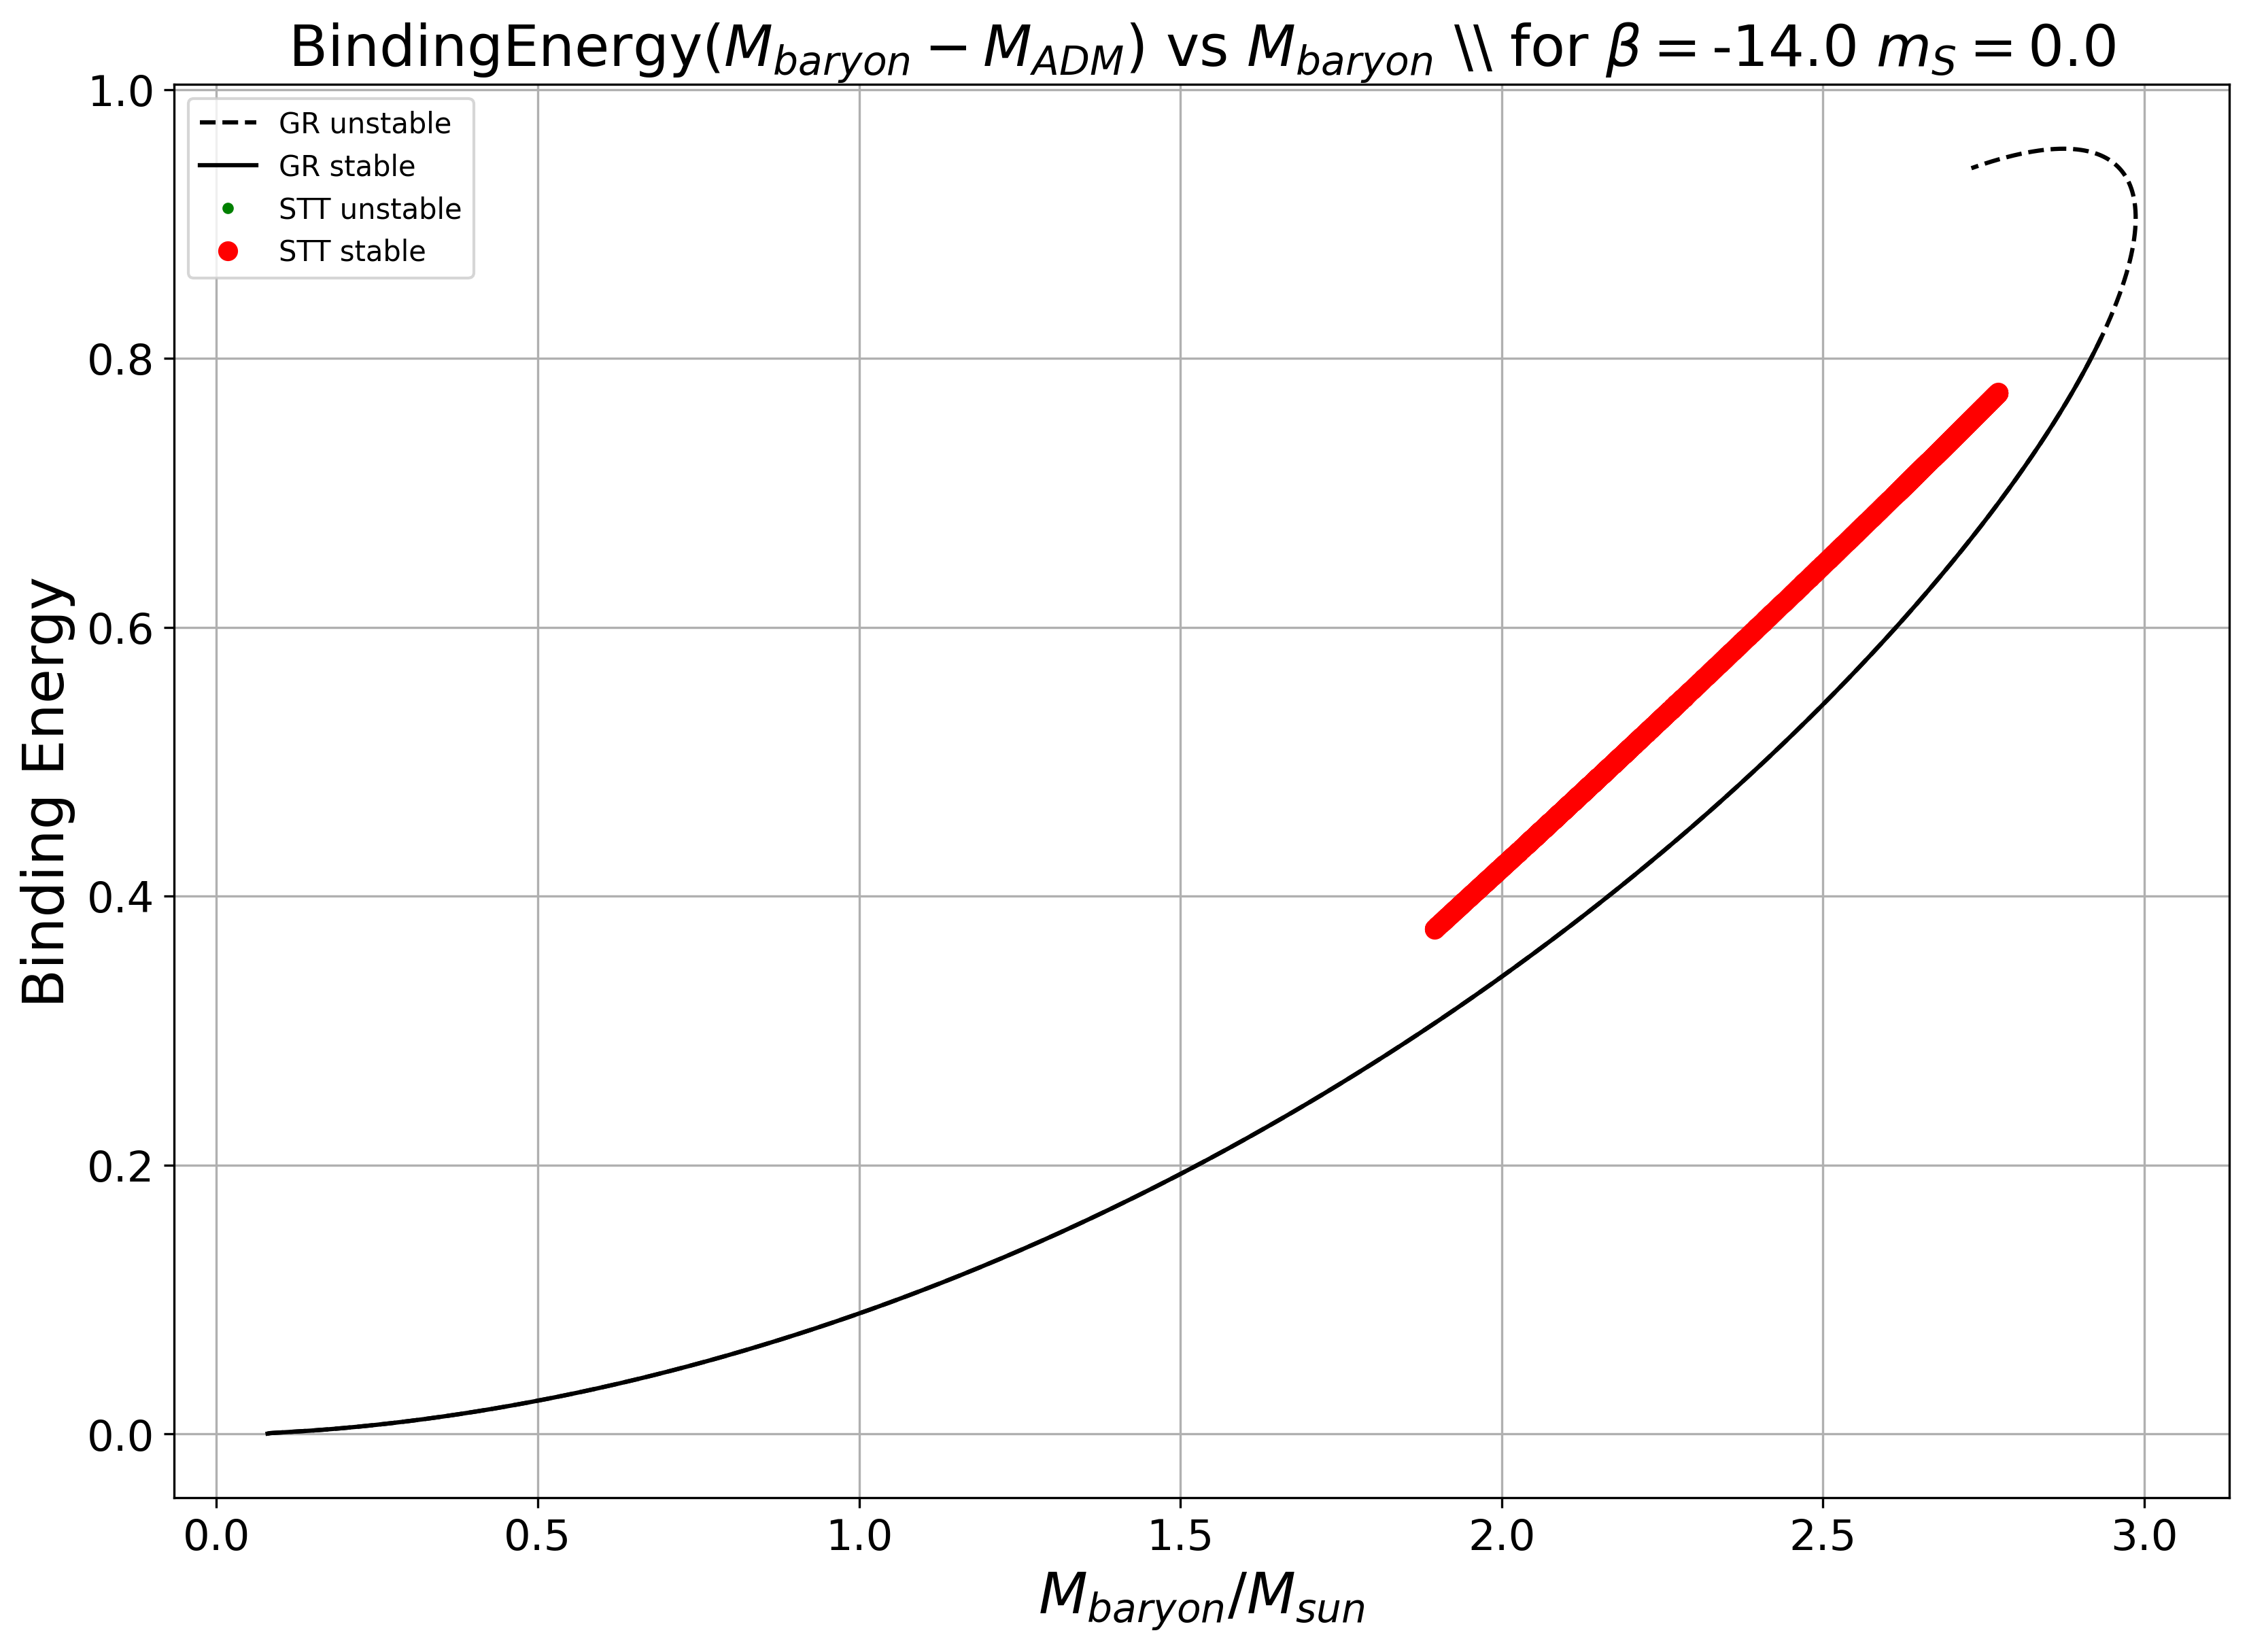 BindingEnergy(M_baryon − M_ADM) vs M_baryon \\ for β = -14.0 m_S = 0.0
1.0
GR unstable
GR stable
STT unstable
STT stable
0.8
0.6
0.4
0.2
0.0
Binding Energy
0.0 0.5 1.0 1.5 2.0 2.5 3.0
M_baryon/M_sun